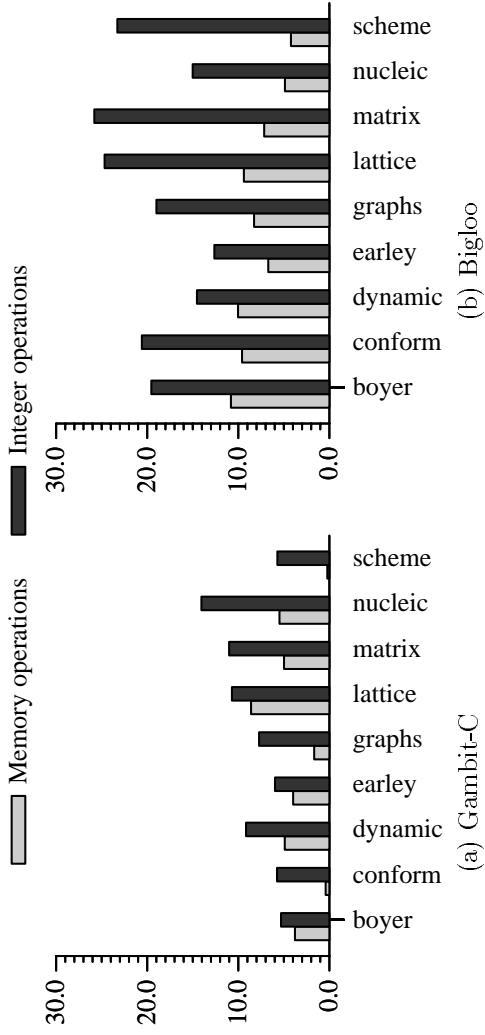 Memory operations
Integer operations
30.0
20.0
10.0
0.0
boyer
conform
dynamic
earley
graphs
lattice
matrix
nucleic
scheme
(a) Gambit-C
30.0
20.0
10.0
0.0
boyer
conform
dynamic
earley
graphs
lattice
matrix
nucleic
scheme
(b) Bigloo